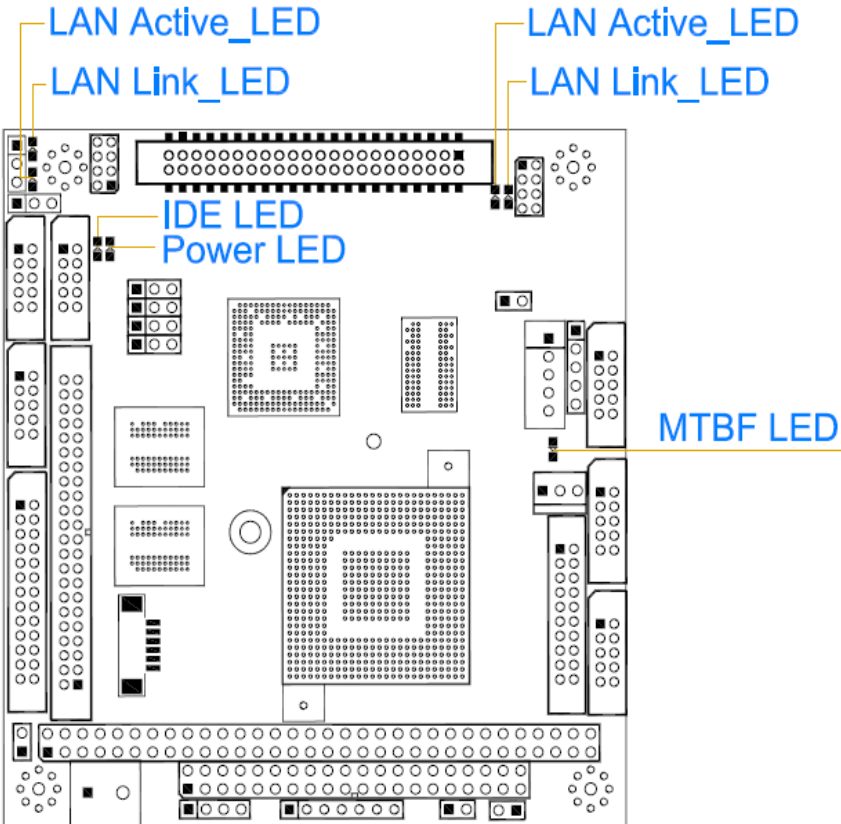 LAN Active_LED
LAN Active_LED
LAN Link_LED
LAN Link_LED
IDE LED
Power LED
MTBF LED